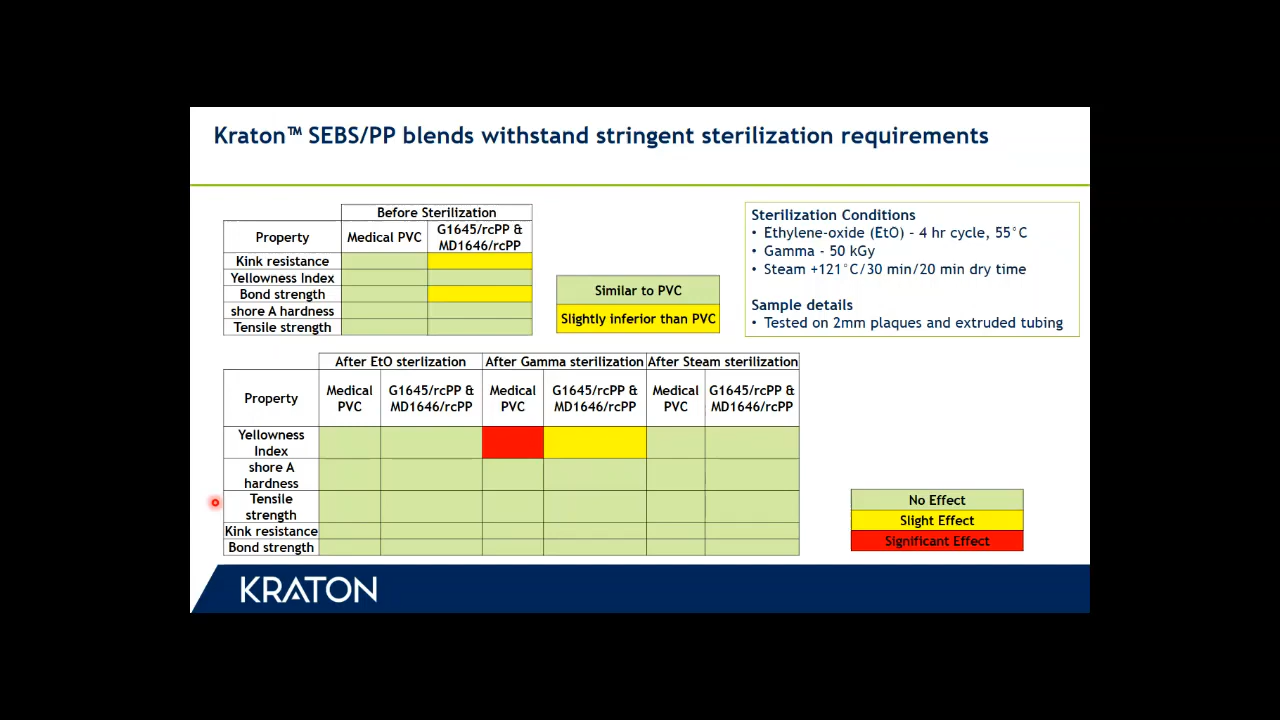 Kraton™ SEBS/PP blends withstand stringent sterilization requirements
Before Sterilization
Property
Medical PVC
G1645/rcPP &
MD1646/rcPP
Kink resistance
Yellowness Index
Bond strength
shore A hardness
Tensile strength
Similar to PVC
Slightly inferior than PVC
Sterilization Conditions
• Ethylene-oxide (EtO) – 4 hr cycle, 55°C
• Gamma - 50 kGy
• Steam +121°C/30 min/20 min dry time
Sample details
• Tested on 2mm plaques and extruded tubing
After EtO sterlization
After Gamma sterilization
After Steam sterilization
Property
Medical
PVC
G1645/rcPP &
MD1646/rcPP
Medical
PVC
G1645/rcPP &
MD1646/rcPP
Medical
PVC
G1645/rcPP &
MD1646/rcPP
Yellowness
Index
shore A
hardness
Tensile
strength
Kink resistance
Bond strength
No Effect
Slight Effect
Significant Effect
KRATON